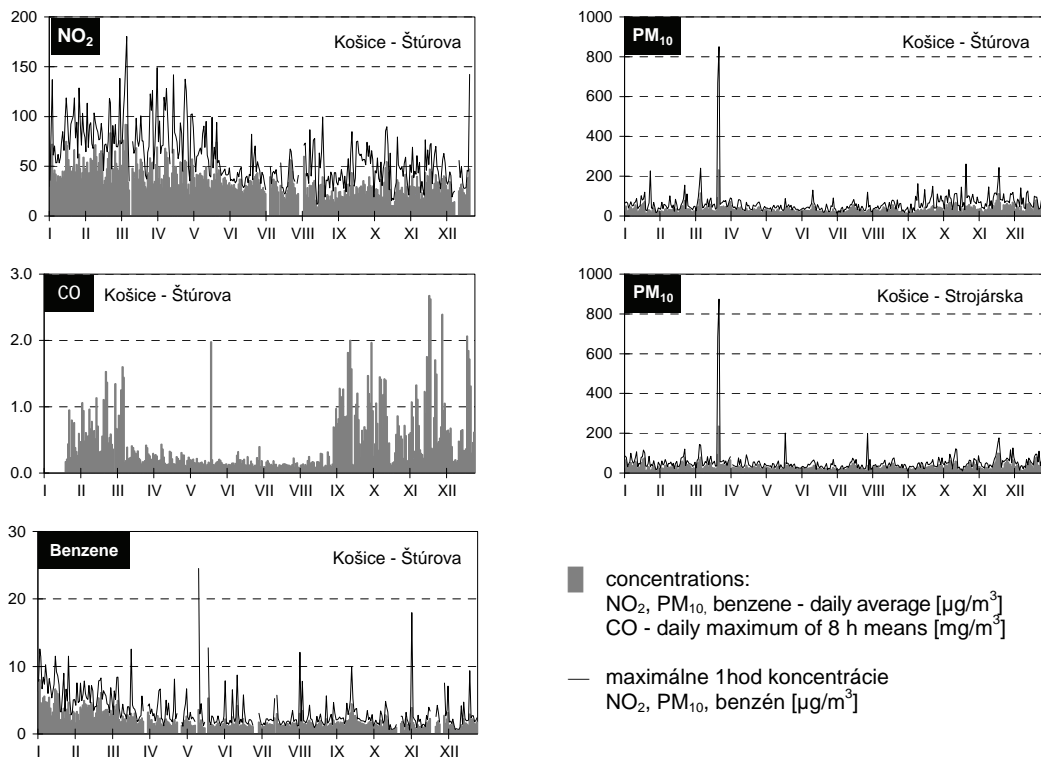 NO₂
Košice - Štúrova
200
150
100
50
0
I II III IV V VI VII VIII IX X XI XII
PM₁₀
Košice - Štúrova
1000
800
600
400
200
0
I II III IV V VI VII VIII IX X XI XII
CO
Košice - Štúrova
3.0
2.0
1.0
0.0
I II III IV V VI VII VIII IX X XI XII
PM₁₀
Košice - Strojárska
1000
800
600
400
200
0
I II III IV V VI VII VIII IX X XI XII
Benzene
Košice - Štúrova
30
20
10
0
I II III IV V VI VII VIII IX X XI XII
concentrations:
NO₂, PM₁₀, benzene - daily average [µg/m³]
CO - daily maximum of 8 h means [mg/m³]
maximálne 1hod koncentrácie
NO₂, PM₁₀, benzén [µg/m³]